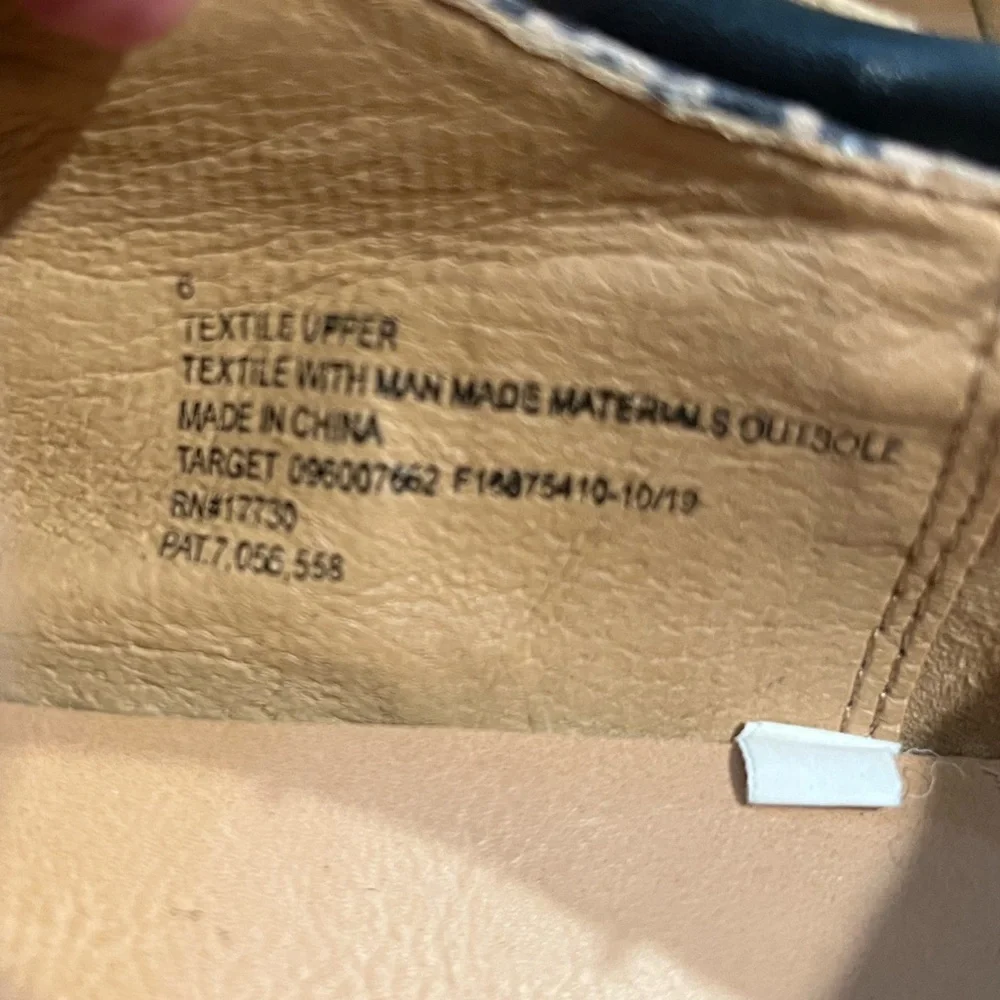 6
TEXTILE UPPER
TEXTILE WITH MAN MADE MATERIALS OUTSOLE
MADE IN CHINA
TARGET 096007662 F16875410-10/19
RN#17730
PAT.7,056,558